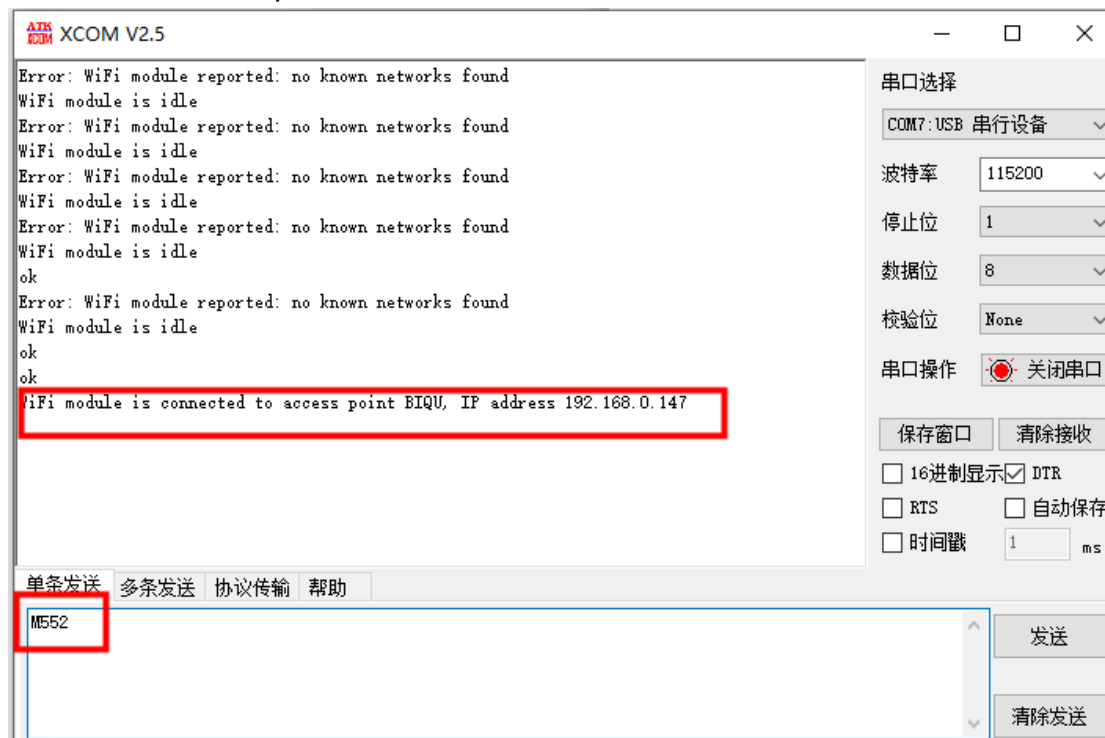 ATK XCOM XCOM V2.5
Error: WiFi module reported: no known networks found
WiFi module is idle
Error: WiFi module reported: no known networks found
WiFi module is idle
Error: WiFi module reported: no known networks found
WiFi module is idle
Error: WiFi module reported: no known networks found
WiFi module is idle
ok
Error: WiFi module reported: no known networks found
WiFi module is idle
ok
ok
WiFi module is connected to access point BIQU, IP address 192.168.0.147
串口选择
COM7:USB 串行设备
波特率 115200
停止位 1
数据位 8
校验位 None
串口操作 关闭串口
保存窗口 清除接收
16进制显示 DTR
RTS 自动保存
时间戳 1 ms
单条发送 多条发送 协议传输 帮助
M552
发送
清除发送